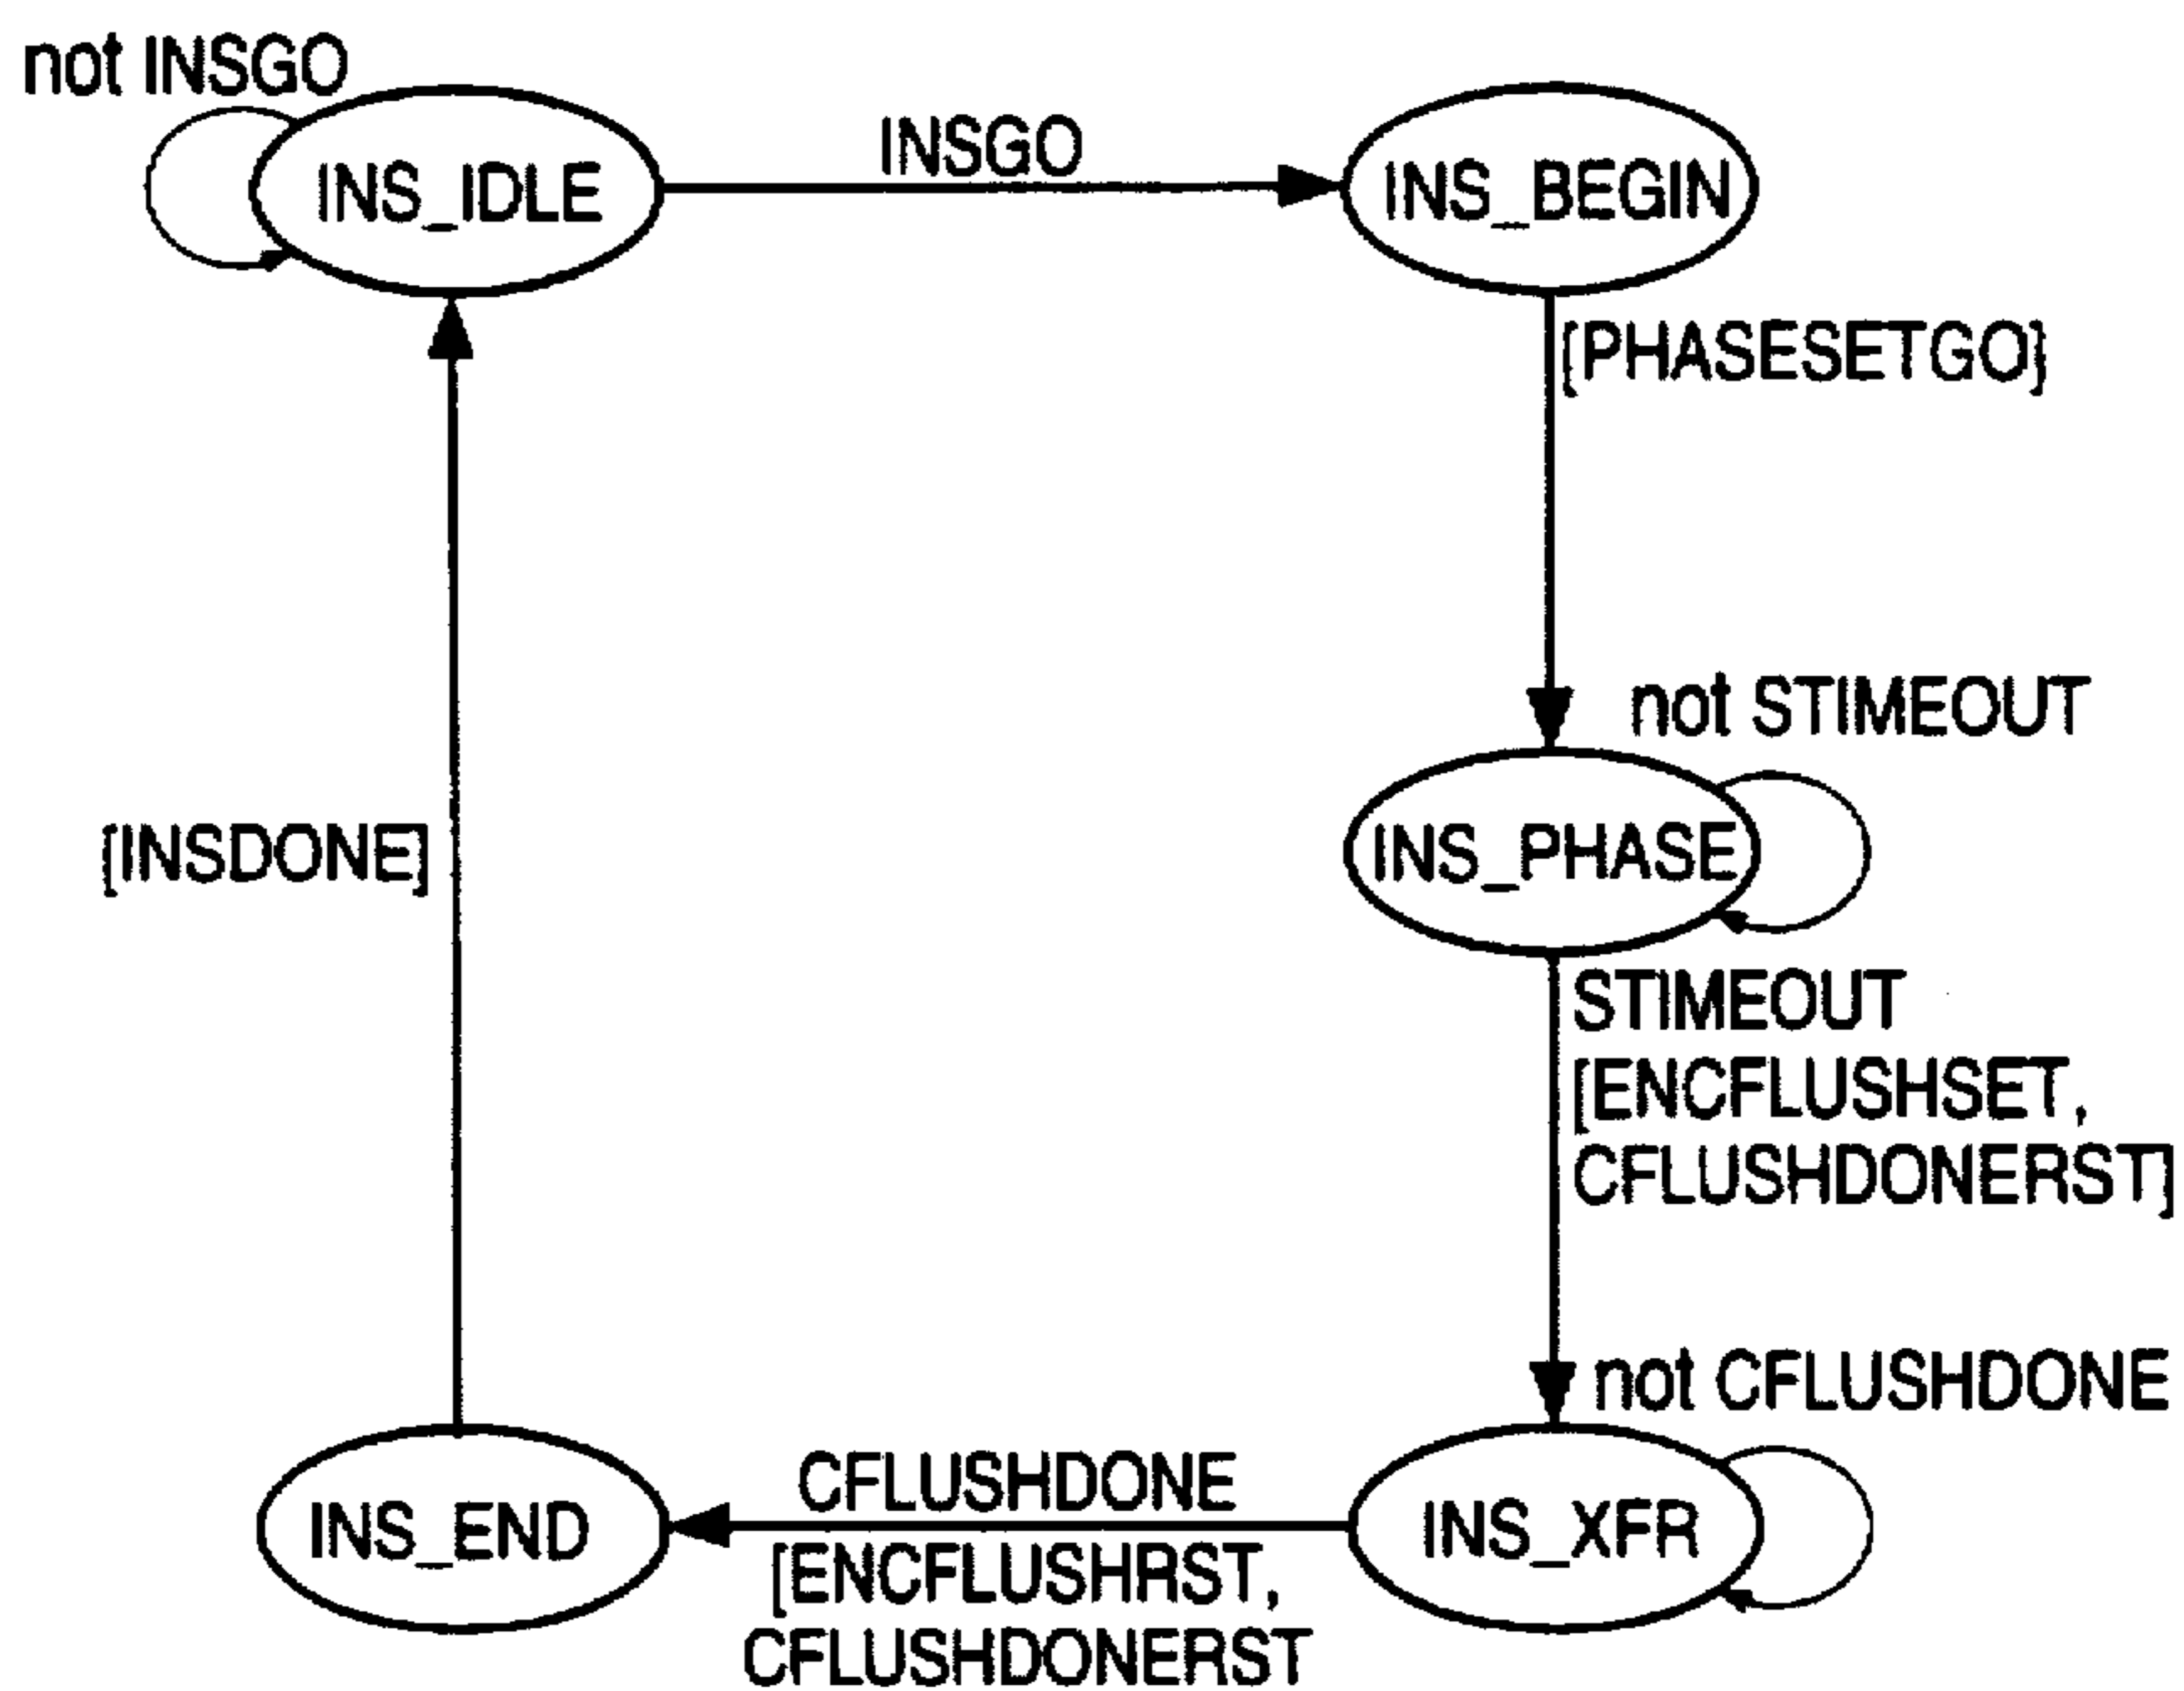 not INSGO
INSGO
INS_IDLE
INS_BEGIN
[PHASESETGO]
not STIMEOUT
[INSDONE]
INS_PHASE
STIMEOUT
[ENCFLUSHSET,
CFLUSHDONERST]
not CFLUSHDONE
CFLUSHDONE
INS_END
INS_XFR
[ENCFLUSHRST,
CFLUSHDONERST